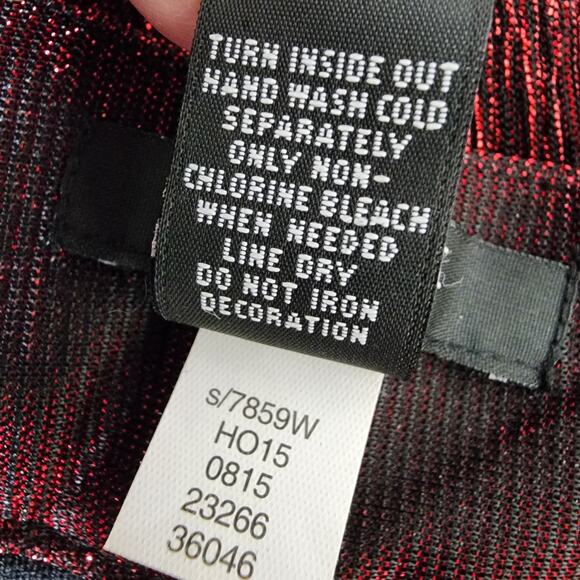 TURN INSIDE OUT
HAND WASH COLD
SEPARATELY
ONLY NON-
CHLORINE BLEACH
WHEN NEEDED
LINE DRY
DO NOT IRON
DECORATION
s/7859W
HO15
0815
23266
36046